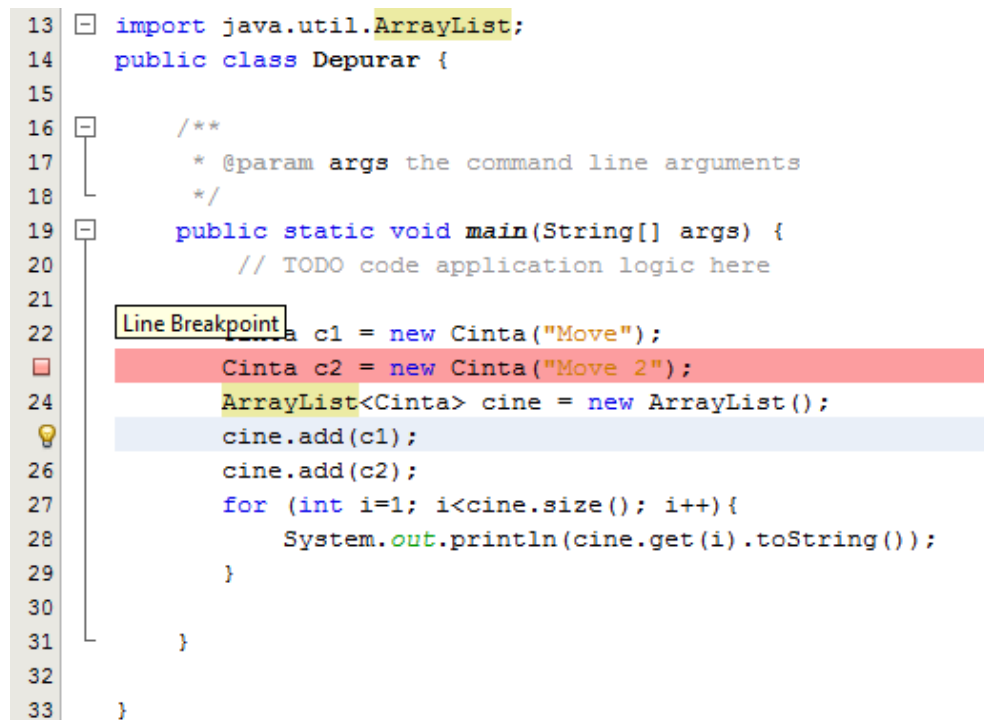 13 import java.util.ArrayList;
14 public class Depurar {
15
16 /**
17 * @param args the command line arguments
18 */
19 public static void main(String[] args) {
20 // TODO code application logic here
21
Line Breakpoint
22 c1 = new Cinta("Move");
Cinta c2 = new Cinta("Move 2");
24 ArrayList<Cinta> cine = new ArrayList();
cine.add(c1);
26 cine.add(c2);
27 for (int i=1; i<cine.size(); i++){
28 System.out.println(cine.get(i).toString());
29 }
30
31 }
32
33 }